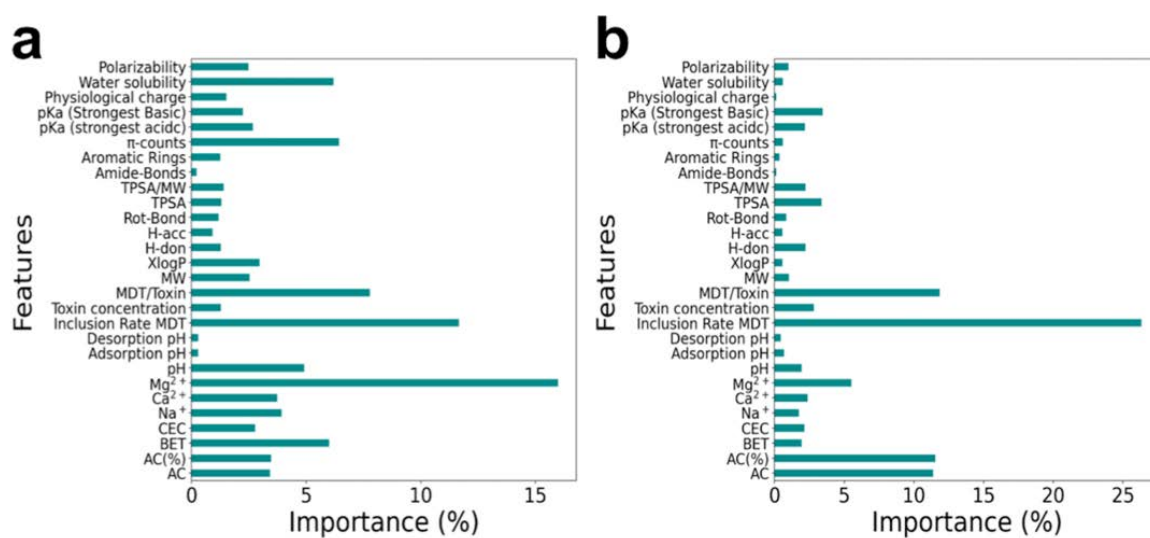 a
Features
Polarizability
Water solubility
Physiological charge
pKa (Strongest Basic)
pKa (strongest acidc)
π-counts
Aromatic Rings
Amide-Bonds
TPSA/MW
TPSA
Rot-Bond
H-acc
H-don
XlogP
MW
MDT/Toxin
Toxin concentration
Inclusion Rate MDT
Desorption pH
Adsorption pH
pH
Mg²⁺
Ca²⁺
Na⁺
CEC
BET
AC(%)
AC
0 5 10 15
Importance (%)
b
Features
Polarizability
Water solubility
Physiological charge
pKa (Strongest Basic)
pKa (strongest acidc)
π-counts
Aromatic Rings
Amide-Bonds
TPSA/MW
TPSA
Rot-Bond
H-acc
H-don
XlogP
MW
MDT/Toxin
Toxin concentration
Inclusion Rate MDT
Desorption pH
Adsorption pH
pH
Mg²⁺
Ca²⁺
Na⁺
CEC
BET
AC(%)
AC
0 5 10 15 20 25
Importance (%)